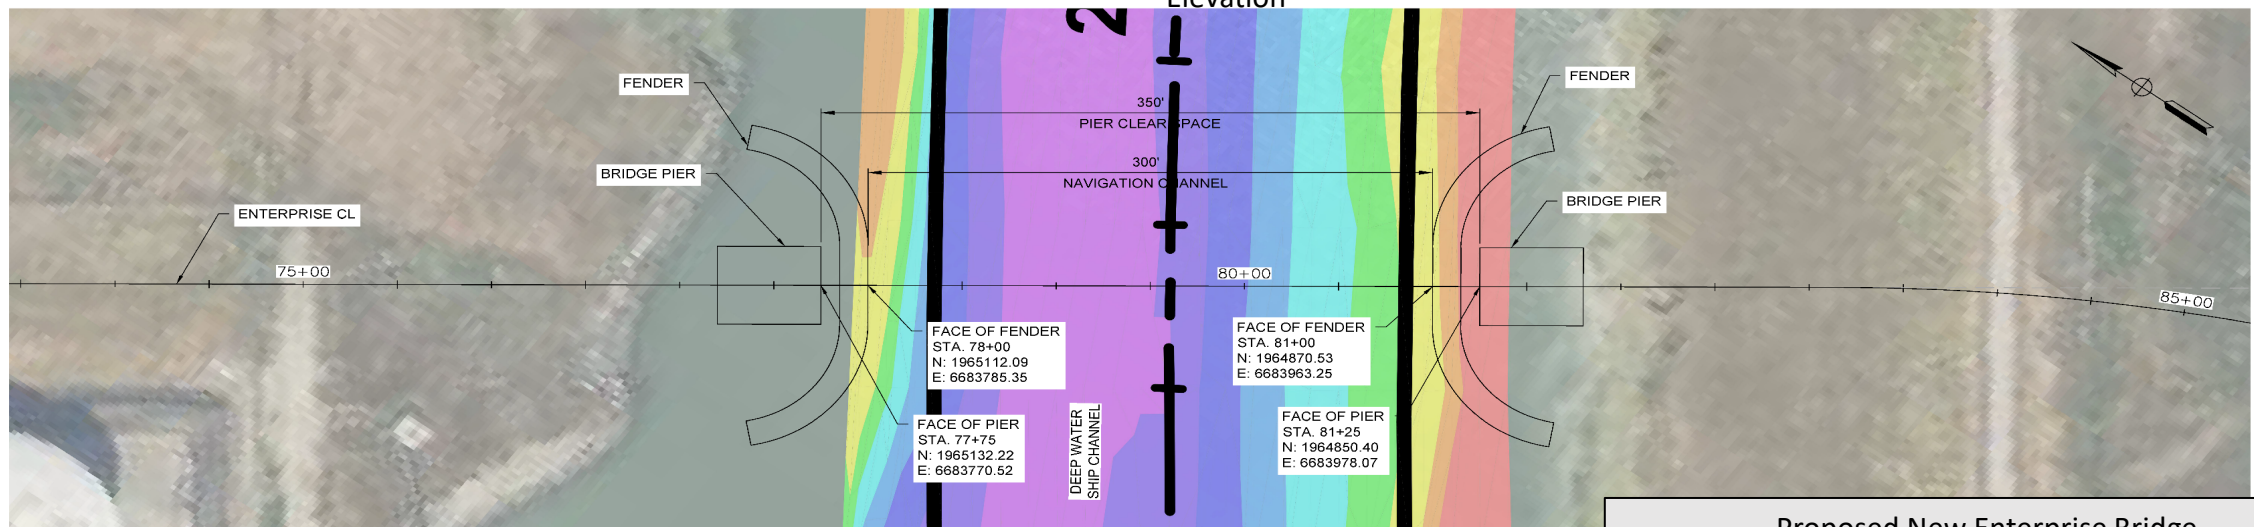 Elevation
2
FENDER
350'
PIER CLEAR SPACE
FENDER
BRIDGE PIER
300'
NAVIGATION CHANNEL
BRIDGE PIER
ENTERPRISE CL
75+00
80+00
85+00
FACE OF FENDER
STA. 78+00
N: 1965112.09
E: 6683785.35
FACE OF FENDER
STA. 81+00
N: 1964870.53
E: 6683963.25
FACE OF PIER
STA. 77+75
N: 1965132.22
E: 6683770.52
DEEP WATER
SHIP CHANNEL
FACE OF PIER
STA. 81+25
N: 1964850.40
E: 6683978.07
Proposed New Enterprise Bridge